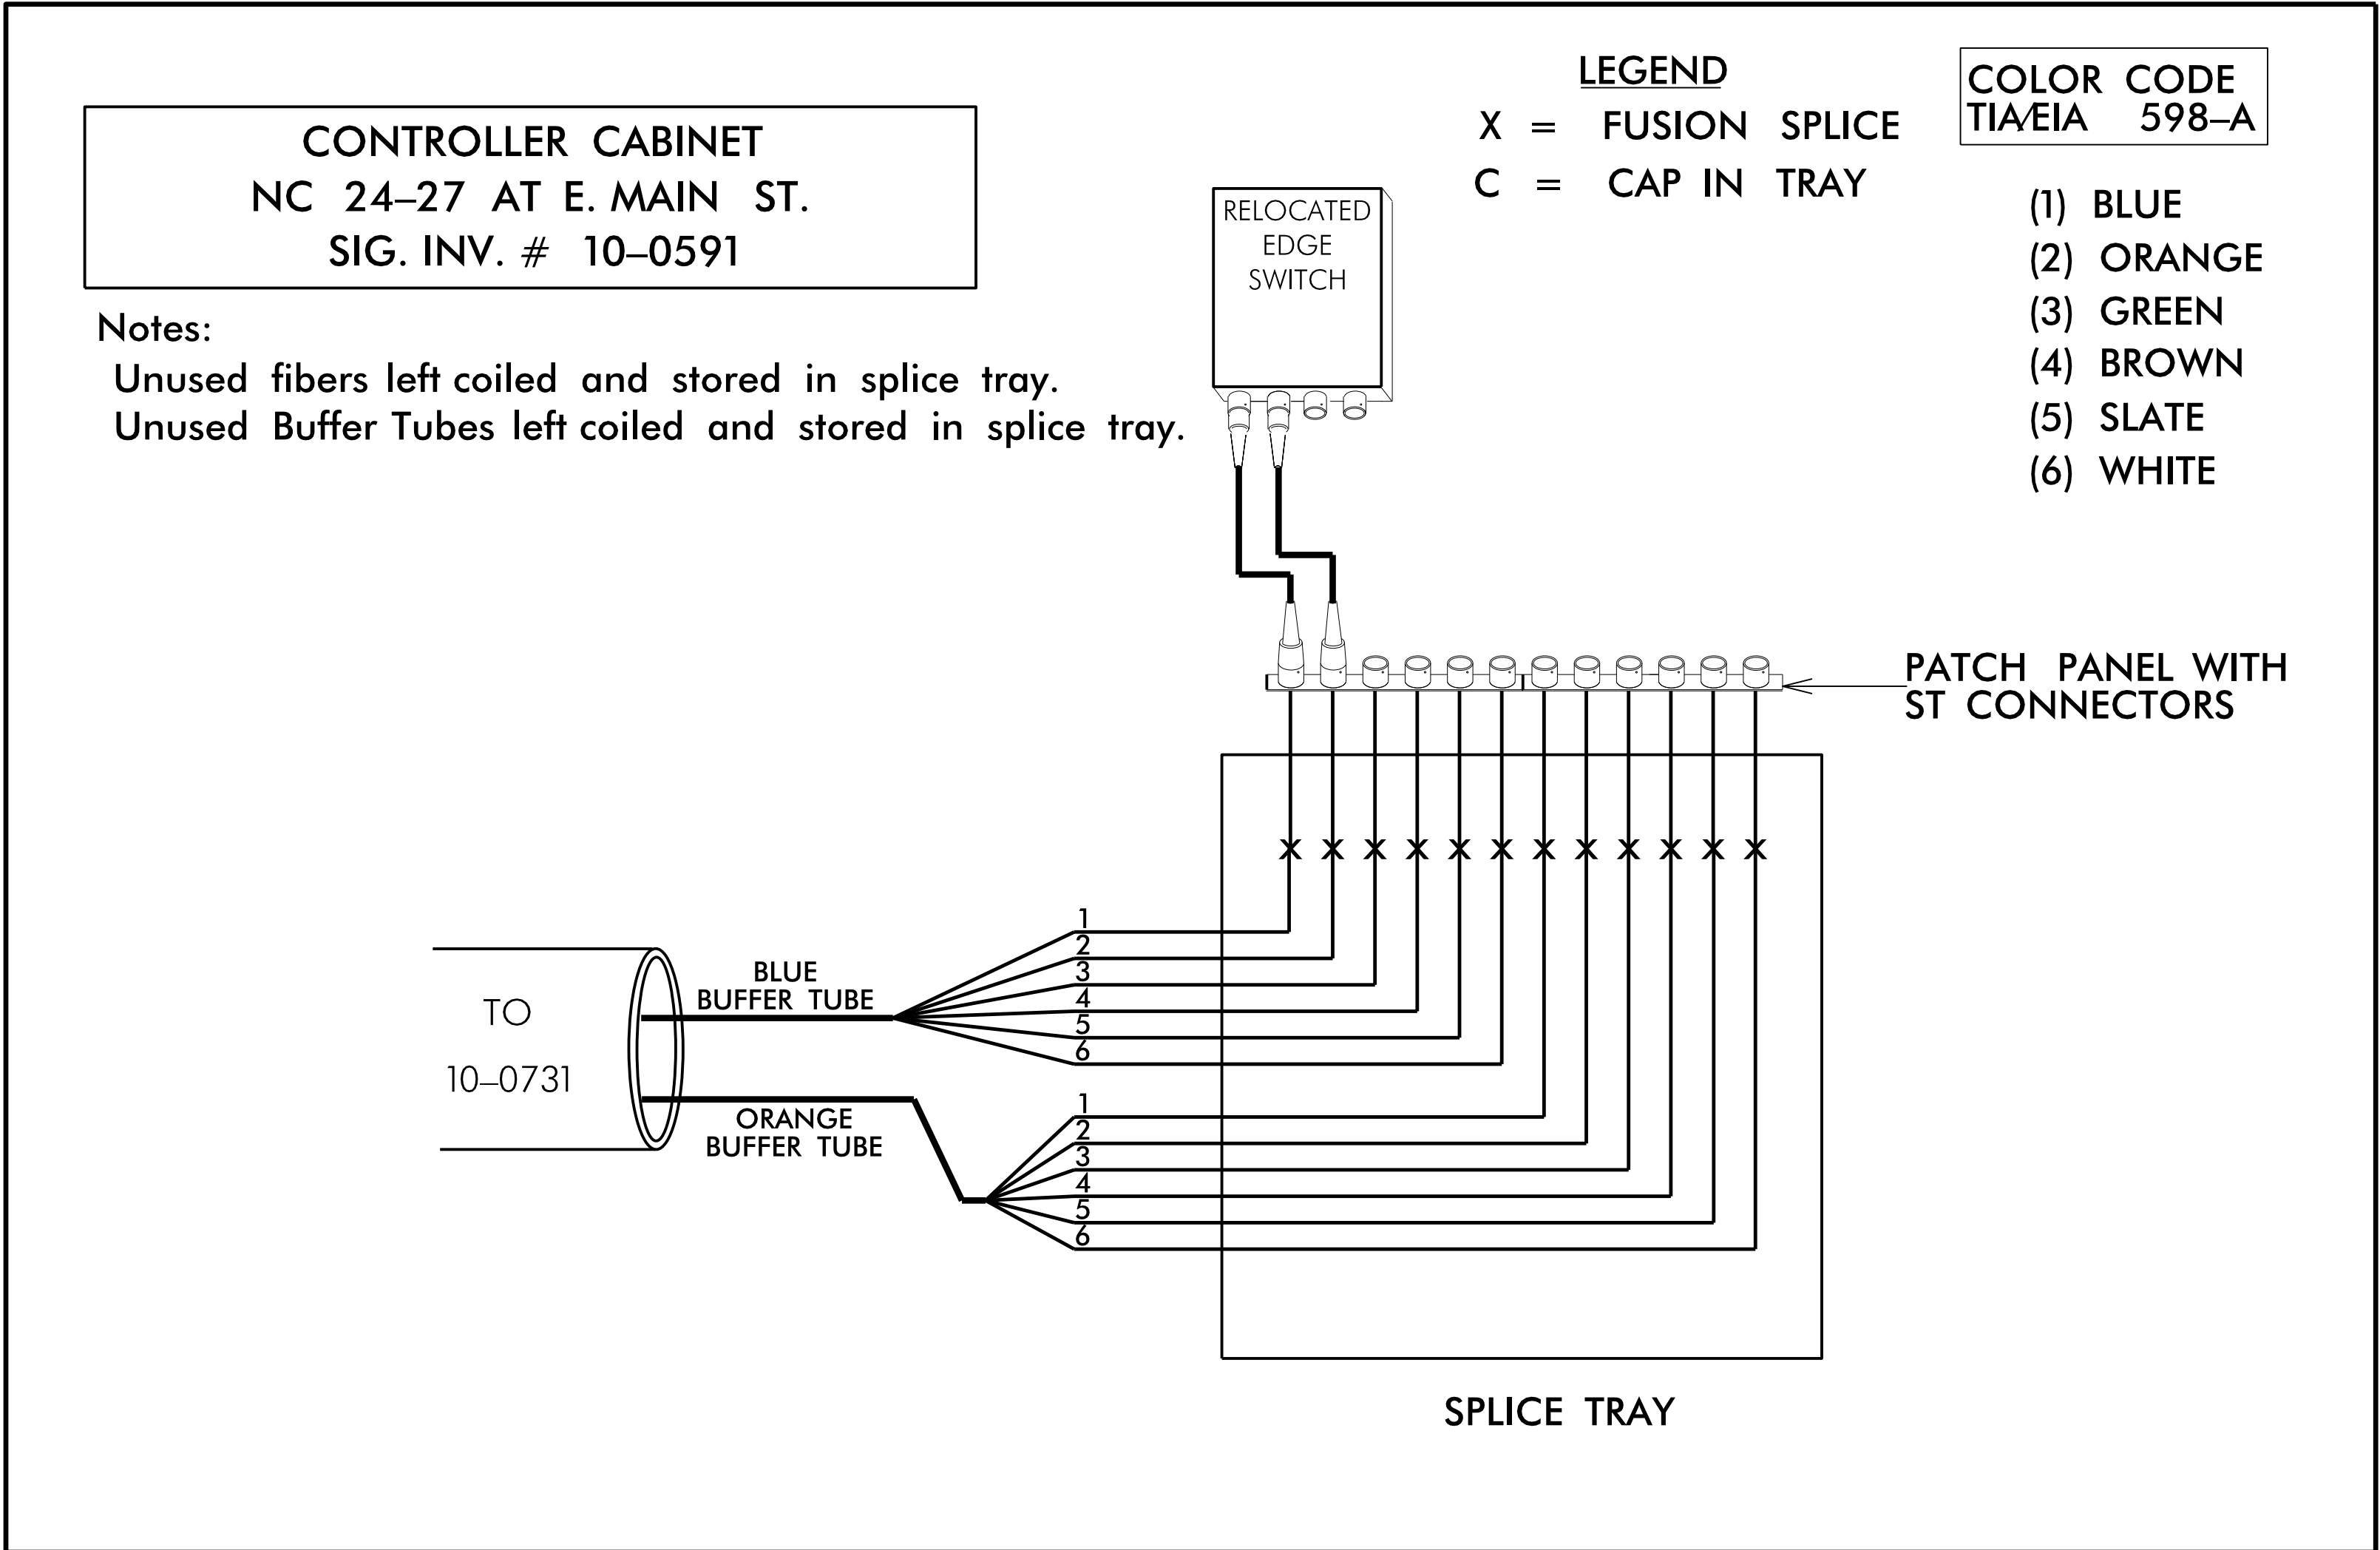 CONTROLLER CABINET
NC 24-27 AT E. MAIN ST.
SIG. INV. # 10-0591
Notes:
Unused fibers left coiled and stored in splice tray.
Unused Buffer Tubes left coiled and stored in splice tray.
RELOCATED
EDGE
SWITCH
LEGEND
X = FUSION SPLICE
C = CAP IN TRAY
COLOR CODE
TIA/EIA 598-A
(1) BLUE
(2) ORANGE
(3) GREEN
(4) BROWN
(5) SLATE
(6) WHITE
PATCH PANEL WITH
ST CONNECTORS
X X X X X X X X X X X X
TO
10-0731
BLUE
BUFFER TUBE
1
2
3
4
5
6
ORANGE
BUFFER TUBE
1
2
3
4
5
6
SPLICE TRAY